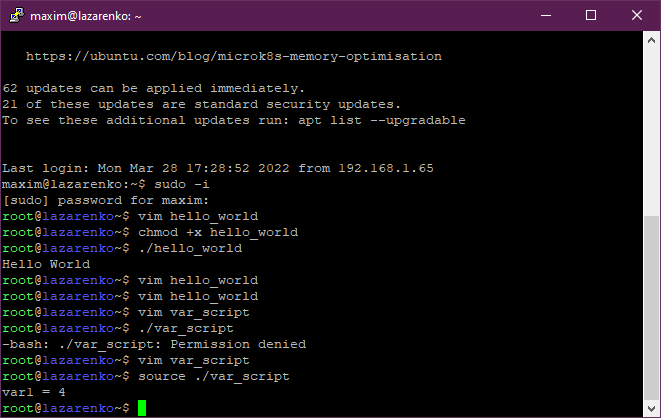 maxim@lazarenko: ~
https://ubuntu.com/blog/microk8s-memory-optimisation
62 updates can be applied immediately.
21 of these updates are standard security updates.
To see these additional updates run: apt list --upgradable
Last login: Mon Mar 28 17:28:52 2022 from 192.168.1.65
maxim@lazarenko:~$ sudo -i
[sudo] password for maxim:
root@lazarenko~$ vim hello_world
root@lazarenko~$ chmod +x hello_world
root@lazarenko~$ ./hello_world
Hello World
root@lazarenko~$ vim hello_world
root@lazarenko~$ vim hello_world
root@lazarenko~$ vim var_script
root@lazarenko~$ ./var_script
-bash: ./var_script: Permission denied
root@lazarenko~$ vim var_script
root@lazarenko~$ source ./var_script
var1 = 4
root@lazarenko~$